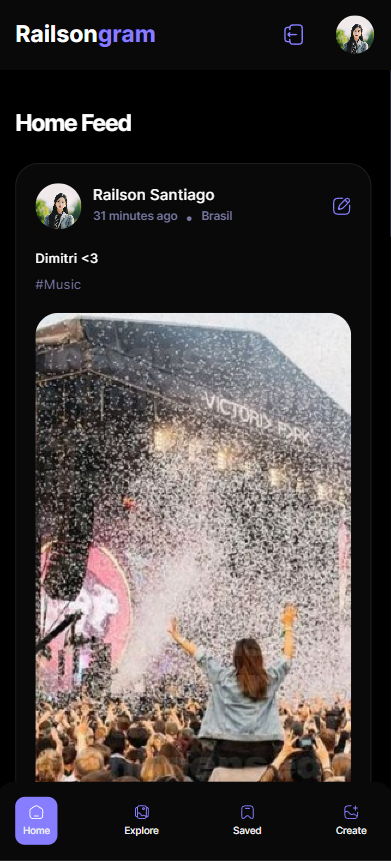 Railsongram
Home Feed
Railson Santiago
31 minutes ago • Brasil
Dimitri <3
#Music
VICTORIA PARK
Home
Explore
Saved
Create